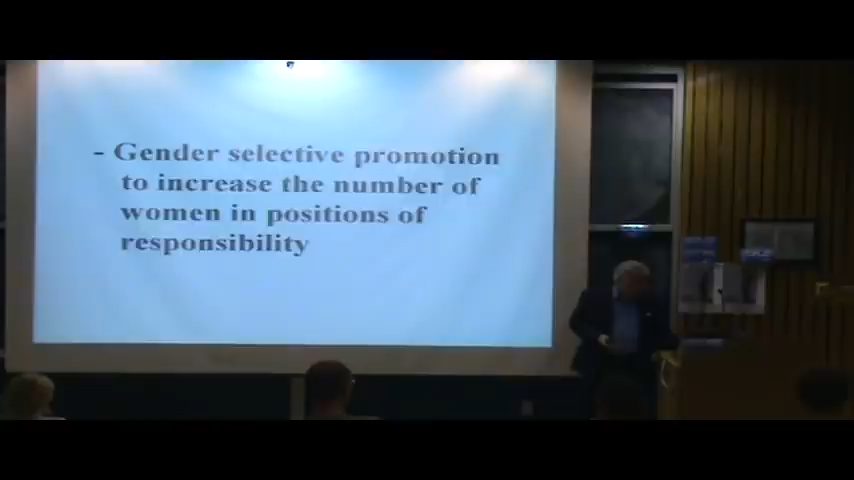 - Gender selective promotion
to increase the number of
women in positions of
responsibility